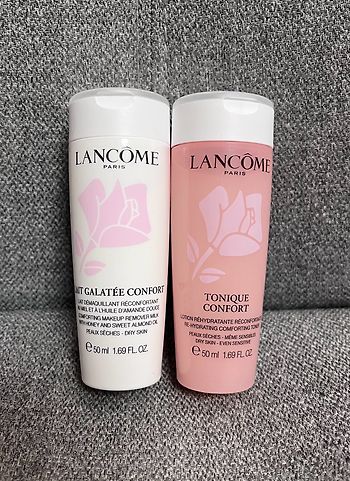 LANCÔME
PARIS
LAIT GALATÉE CONFORT
LAIT DÉMAQUILLANT RÉCONFORTANT
AU MIEL ET À L'HUILE D'AMANDE DOUCE
COMFORTING MAKEUP REMOVER MILK
WITH HONEY AND SWEET ALMOND OIL
PEAUX SÈCHES - DRY SKIN
℮ 50 ml 1.69 FL.OZ.
LANCÔME
PARIS
TONIQUE
CONFORT
LOTION RÉHYDRATANTE RÉCONFORTANTE
RE-HYDRATING COMFORTING TONER
PEAUX SÈCHES - MÊME SENSIBLES
DRY SKIN - EVEN SENSITIVE
℮ 50 ml 1.69 FL.OZ.